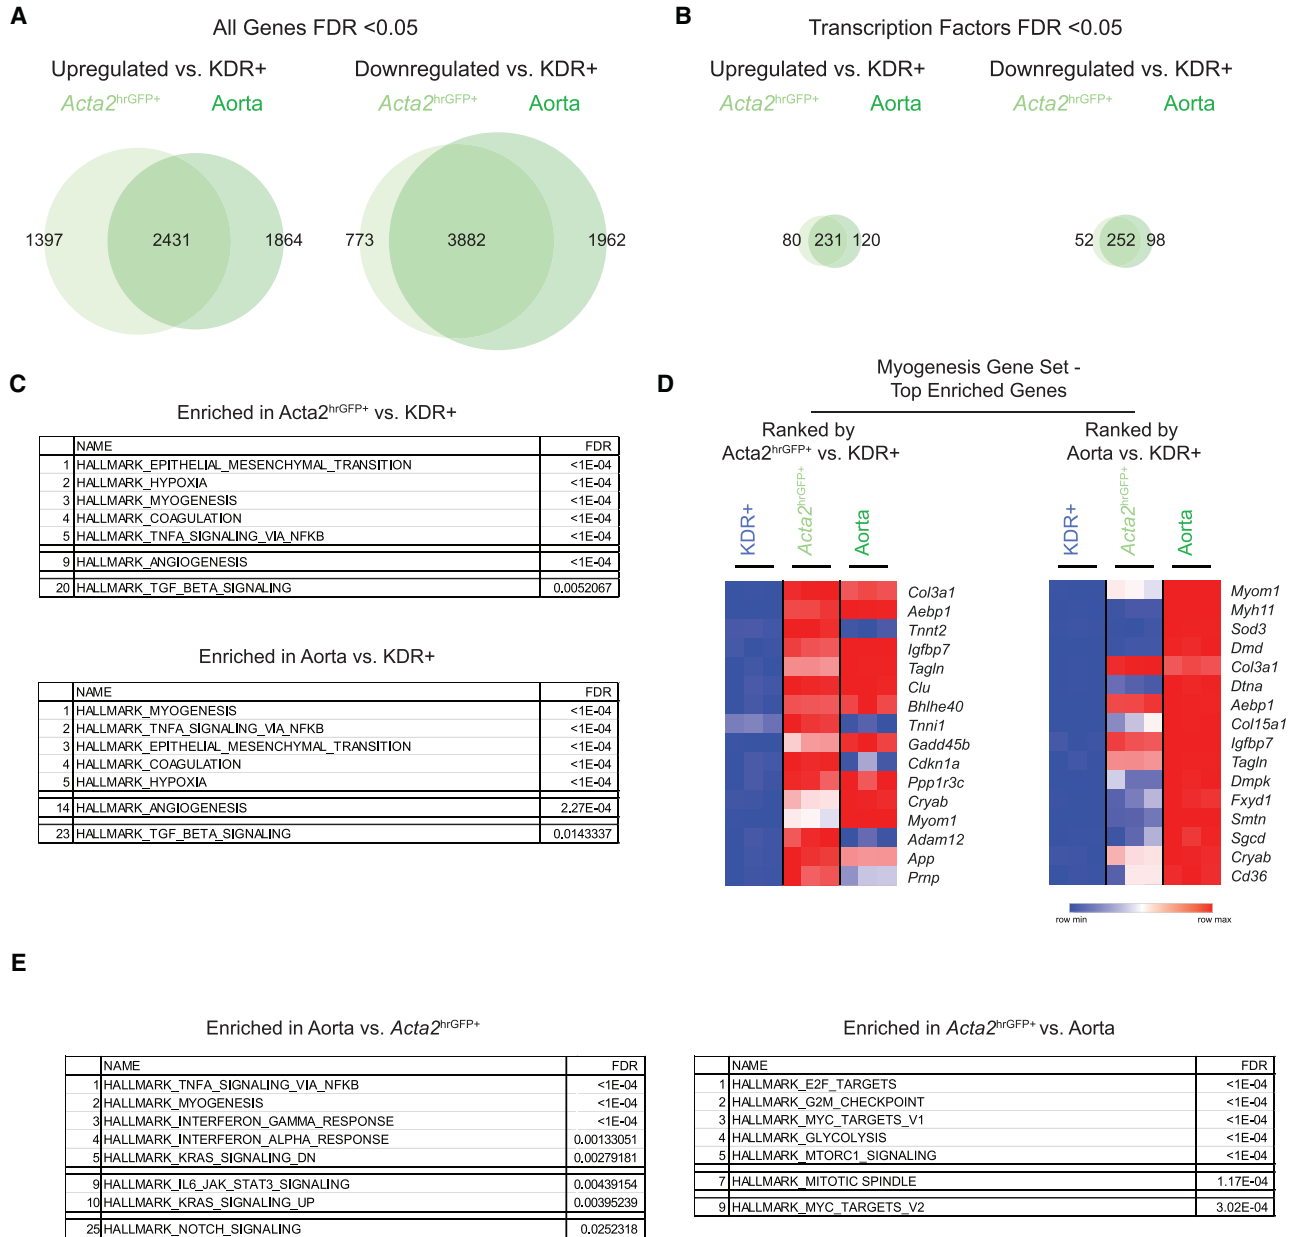 A
All Genes FDR <0.05
Upregulated vs. KDR+
Downregulated vs. KDR+
Acta2hrGFP+ Aorta
Acta2hrGFP+ Aorta
1397 2431 1864
773 3882 1962
B
Transcription Factors FDR <0.05
Upregulated vs. KDR+
Downregulated vs. KDR+
Acta2hrGFP+ Aorta
Acta2hrGFP+ Aorta
80 231 120
52 252 98
C
Enriched in Acta2hrGFP+ vs. KDR+
NAME FDR
1 HALLMARK_EPITHELIAL_MESENCHYMAL_TRANSITION <1E-04
2 HALLMARK_HYPOXIA <1E-04
3 HALLMARK_MYOGENESIS <1E-04
4 HALLMARK_COAGULATION <1E-04
5 HALLMARK_TNFA_SIGNALING_VIA_NFKB <1E-04
9 HALLMARK_ANGIOGENESIS <1E-04
20 HALLMARK_TGF_BETA_SIGNALING 0.0052067
Enriched in Aorta vs. KDR+
NAME FDR
1 HALLMARK_MYOGENESIS <1E-04
2 HALLMARK_TNFA_SIGNALING_VIA_NFKB <1E-04
3 HALLMARK_EPITHELIAL_MESENCHYMAL_TRANSITION <1E-04
4 HALLMARK_COAGULATION <1E-04
5 HALLMARK_HYPOXIA <1E-04
14 HALLMARK_ANGIOGENESIS 2.27E-04
23 HALLMARK_TGF_BETA_SIGNALING 0.0143337
D
Myogenesis Gene Set -
Top Enriched Genes
Ranked by
Acta2hrGFP+ vs. KDR+
KDR+
Acta2hrGFP+
Aorta
Col3a1
Aebp1
Tnnt2
Igfbp7
Tagln
Clu
Bhlhe40
Tnni1
Gadd45b
Cdkn1a
Ppp1r3c
Cryab
Myom1
Adam12
App
Prnp
Ranked by
Aorta vs. KDR+
KDR+
Acta2hrGFP+
Aorta
Myom1
Myh11
Sod3
Dmd
Col3a1
Dtna
Aebp1
Col15a1
Igfbp7
Tagln
Dmpk
Fxyd1
Smtn
Sgcd
Cryab
Cd36
row min row max
E
Enriched in Aorta vs. Acta2hrGFP+
NAME FDR
1 HALLMARK_TNFA_SIGNALING_VIA_NFKB <1E-04
2 HALLMARK_MYOGENESIS <1E-04
3 HALLMARK_INTERFERON_GAMMA_RESPONSE <1E-04
4 HALLMARK_INTERFERON_ALPHA_RESPONSE 0.00133051
5 HALLMARK_KRAS_SIGNALING_DN 0.00279181
9 HALLMARK_IL6_JAK_STAT3_SIGNALING 0.00439154
10 HALLMARK_KRAS_SIGNALING_UP 0.00395239
25 HALLMARK_NOTCH_SIGNALING 0.0252318
Enriched in Acta2hrGFP+ vs. Aorta
NAME FDR
1 HALLMARK_E2F_TARGETS <1E-04
2 HALLMARK_G2M_CHECKPOINT <1E-04
3 HALLMARK_MYC_TARGETS_V1 <1E-04
4 HALLMARK_GLYCOLYSIS <1E-04
5 HALLMARK_MTORC1_SIGNALING <1E-04
7 HALLMARK_MITOTIC SPINDLE 1.17E-04
9 HALLMARK_MYC_TARGETS_V2 3.02E-04